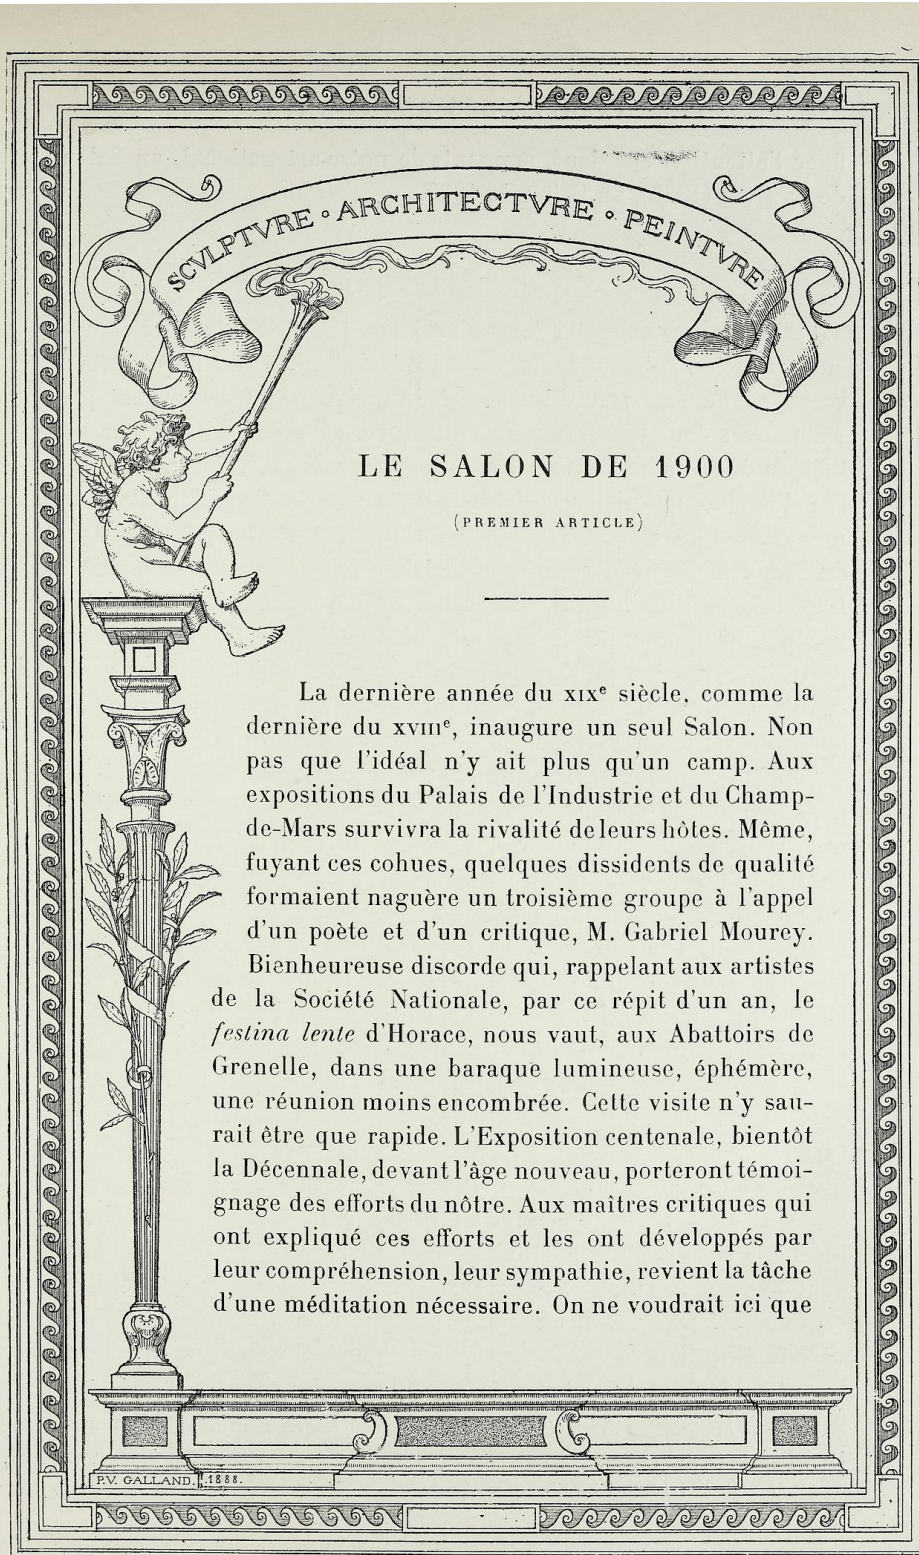 SCVLPTVRE ∘ ARCHITECTVRE ∘ PEINTVRE
LE SALON DE 1900
(PREMIER ARTICLE)
La dernière année du XIXe siècle, comme la
dernière du XVIIIe, inaugure un seul Salon. Non
pas que l'idéal n'y ait plus qu'un camp. Aux
expositions du Palais de l'Industrie et du Champ-
de-Mars survivra la rivalité de leurs hôtes. Même,
fuyant ces cohues, quelques dissidents de qualité
formaient naguère un troisième groupe à l'appel
d'un poète et d'un critique, M. Gabriel Mourey.
Bienheureuse discorde qui, rappelant aux artistes
de la Société Nationale, par ce répit d'un an, le
festina lente d'Horace, nous vaut, aux Abattoirs de
Grenelle, dans une baraque lumineuse, éphémère,
une réunion moins encombrée. Cette visite n'y sau-
rait être que rapide. L'Exposition centenale, bientôt
la Décennale, devant l'âge nouveau, porteront témoi-
gnage des efforts du nôtre. Aux maîtres critiques qui
ont expliqué ces efforts et les ont développés par
leur compréhension, leur sympathie, revient la tâche
d'une méditation nécessaire. On ne voudrait ici que
P.V. GALLAND. 1888.